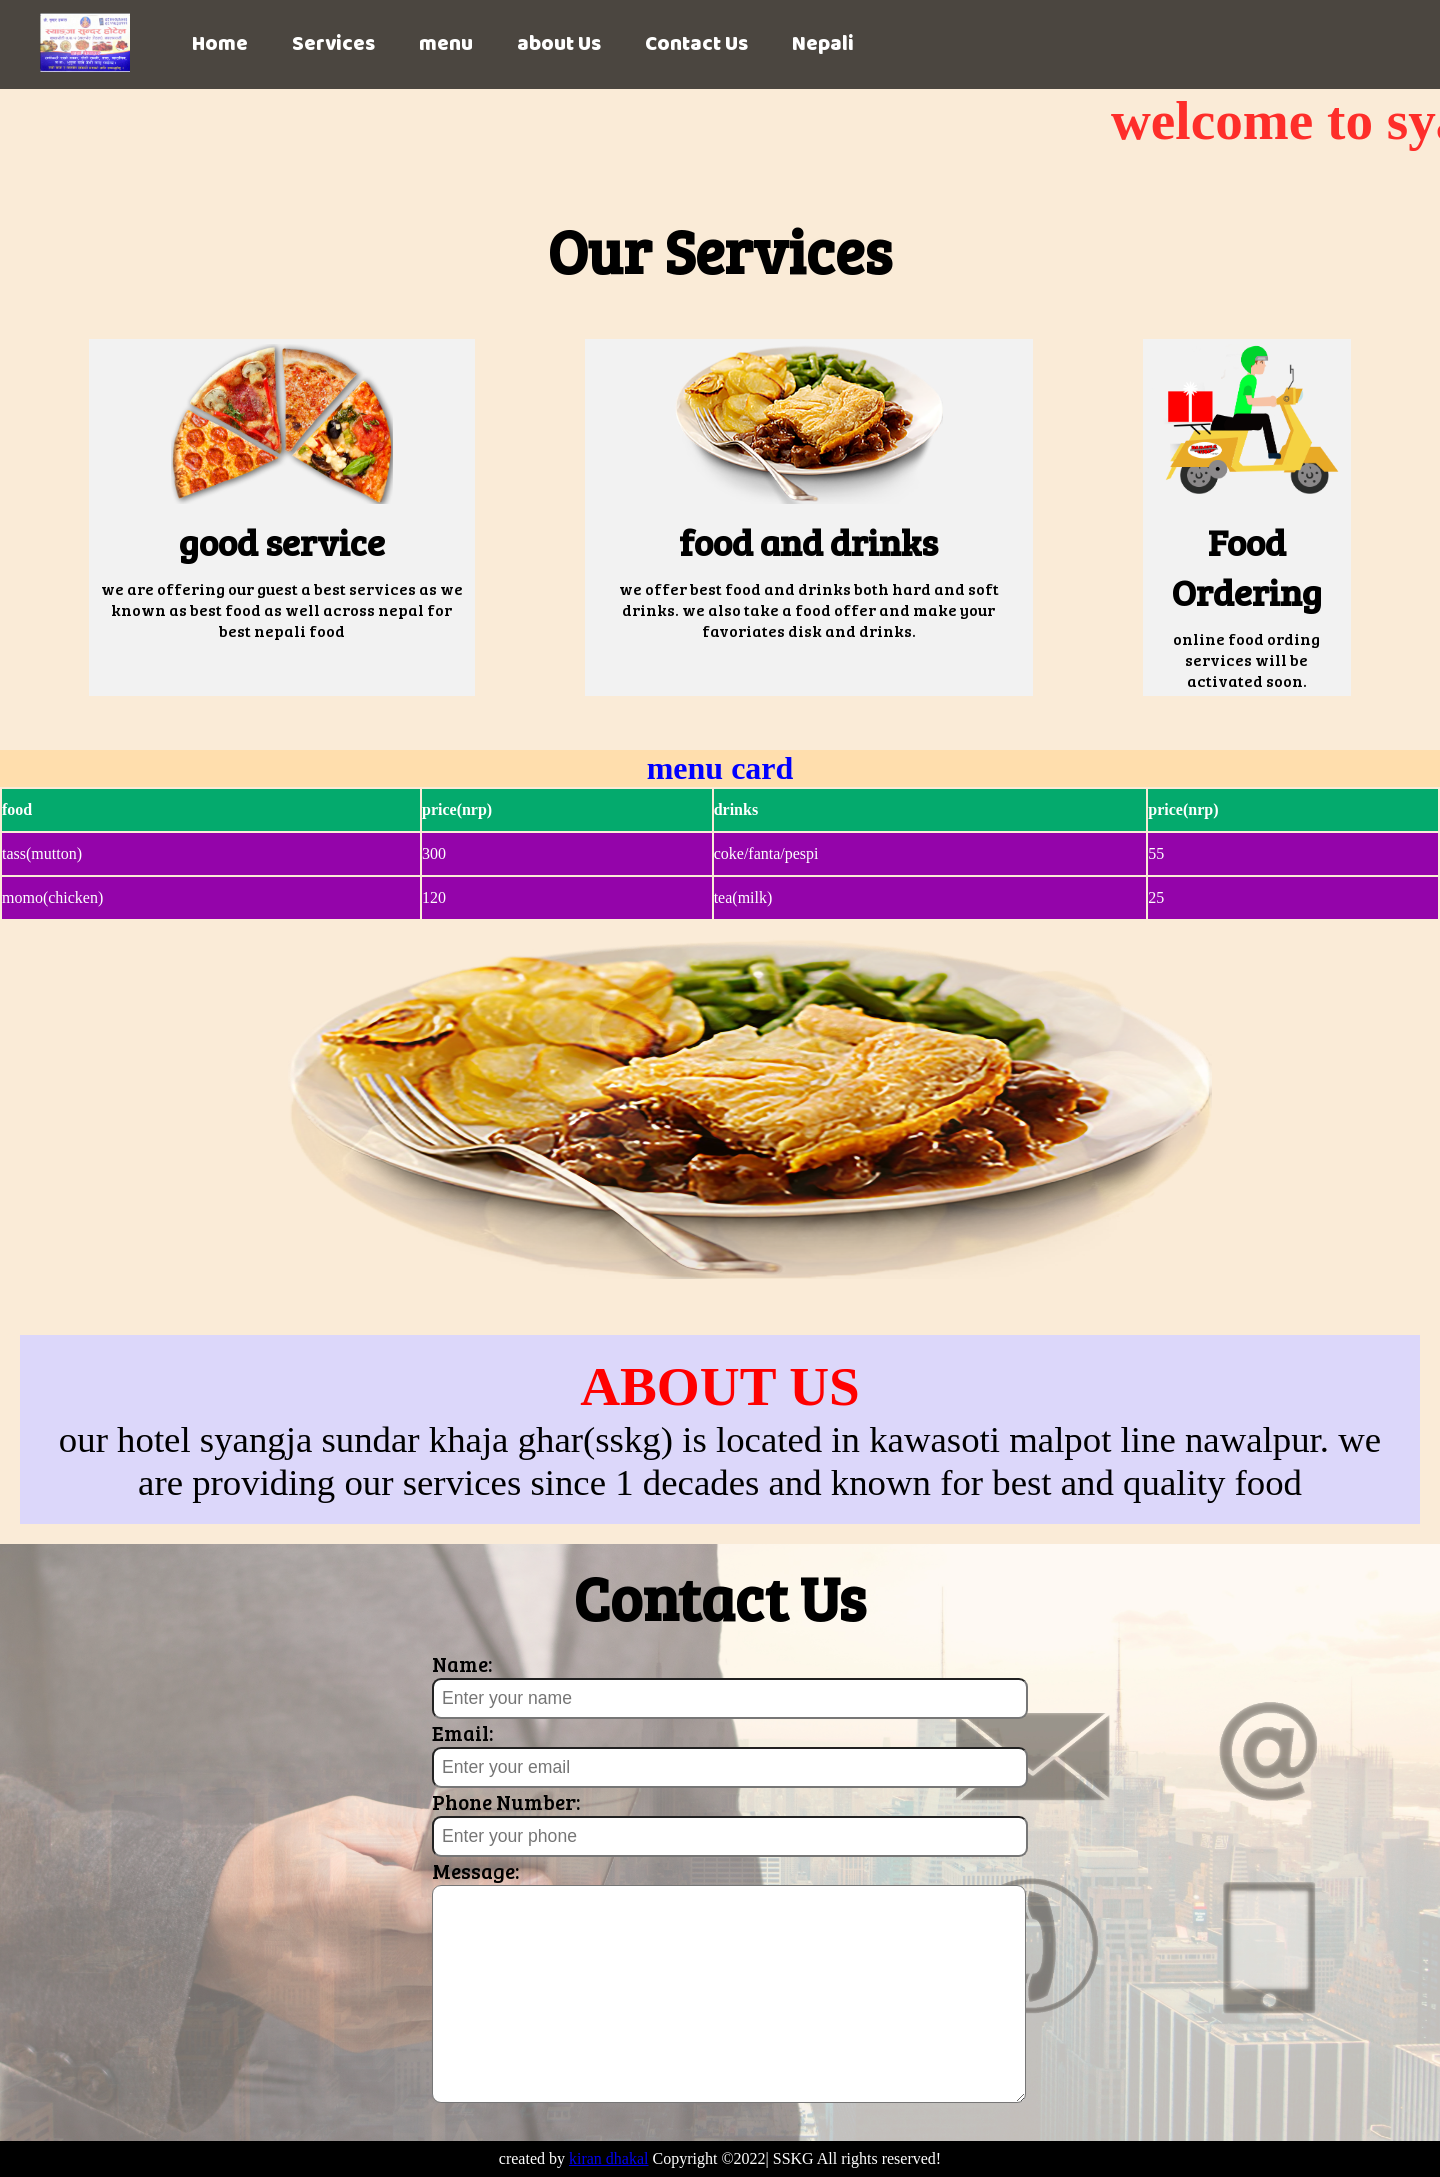 स्याङ्जा सुन्दर होटेल
Home Services menu about Us Contact Us Nepali
welcome to sya
Our Services
good service
we are offering our guest a best services as we
known as best food as well across nepal for
best nepali food
food and drinks
we offer best food and drinks both hard and soft
drinks. we also take a food offer and make your
favoriates disk and drinks.
Food
Ordering
online food ording
services will be
activated soon.
menu card
food price(nrp) drinks price(nrp)
tass(mutton) 300 coke/fanta/pespi 55
momo(chicken) 120 tea(milk) 25
ABOUT US
our hotel syangja sundar khaja ghar(sskg) is located in kawasoti malpot line nawalpur. we
are providing our services since 1 decades and known for best and quality food
Contact Us
Name:
Enter your name
Email:
Enter your email
Phone Number:
Enter your phone
Message:
created by kiran dhakal Copyright ©2022| SSKG All rights reserved!